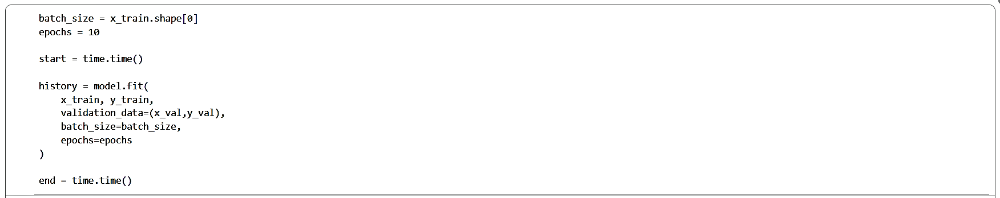 batch_size = x_train.shape[0]
epochs = 10
start = time.time()
history = model.fit(
x_train, y_train,
validation_data=(x_val,y_val),
batch_size=batch_size,
epochs=epochs
)
end = time.time()